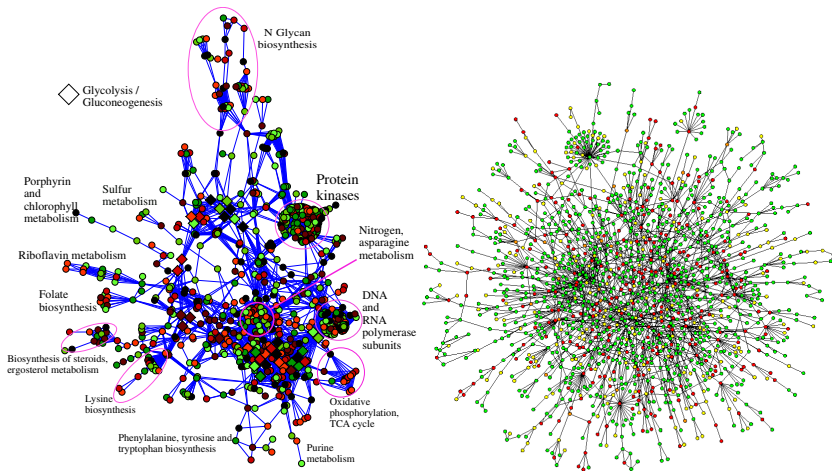 N Glycan
biosynthesis
Glycolysis /
Gluconeogenesis
Porphyrin
and
chlorophyll
metabolism
Sulfur
metabolism
Protein
kinases
Nitrogen,
asparagine
metabolism
Riboflavin metabolism
Folate
biosynthesis
DNA
and
RNA
polymerase
subunits
Biosynthesis of steroids,
ergosterol metabolism
Lysine
biosynthesis
Oxidative
phosphorylation,
TCA cycle
Phenylalanine, tyrosine and
tryptophan biosynthesis
Purine
metabolism